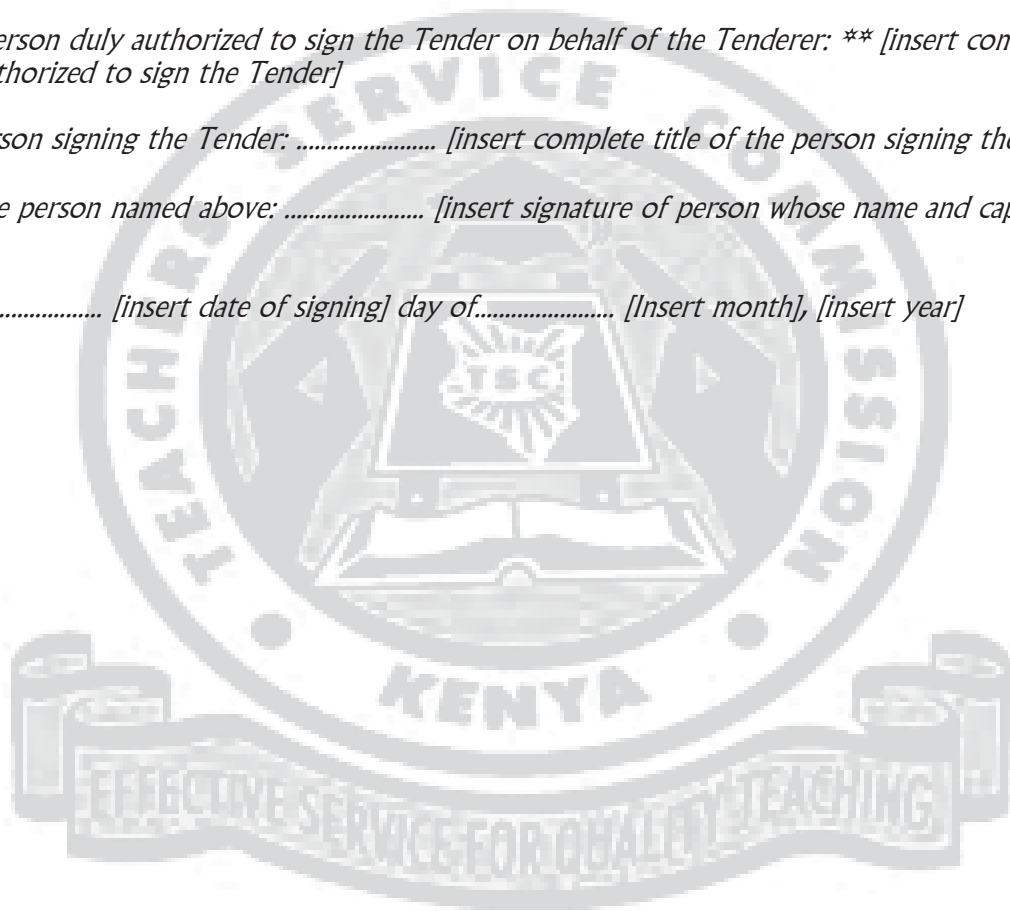 erson duly authorized to sign the Tender on behalf of the Tenderer: ** [insert con
thorized to sign the Tender]
rson signing the Tender: ....................... [insert complete title of the person signing the
e person named above: ....................... [insert signature of person whose name and cap
................. [insert date of signing] day of....................... [Insert month], [insert year]
TEACHERS SERVICE COMMISSION
TSC
KENYA
EFFECTIVE SERVICE FOR QUALITY TEACHING